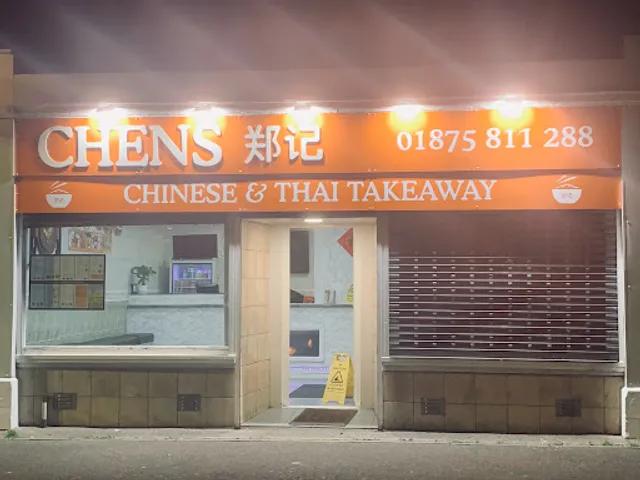 CHENS 郑记 01875 811 288
CHINESE & THAI TAKEAWAY